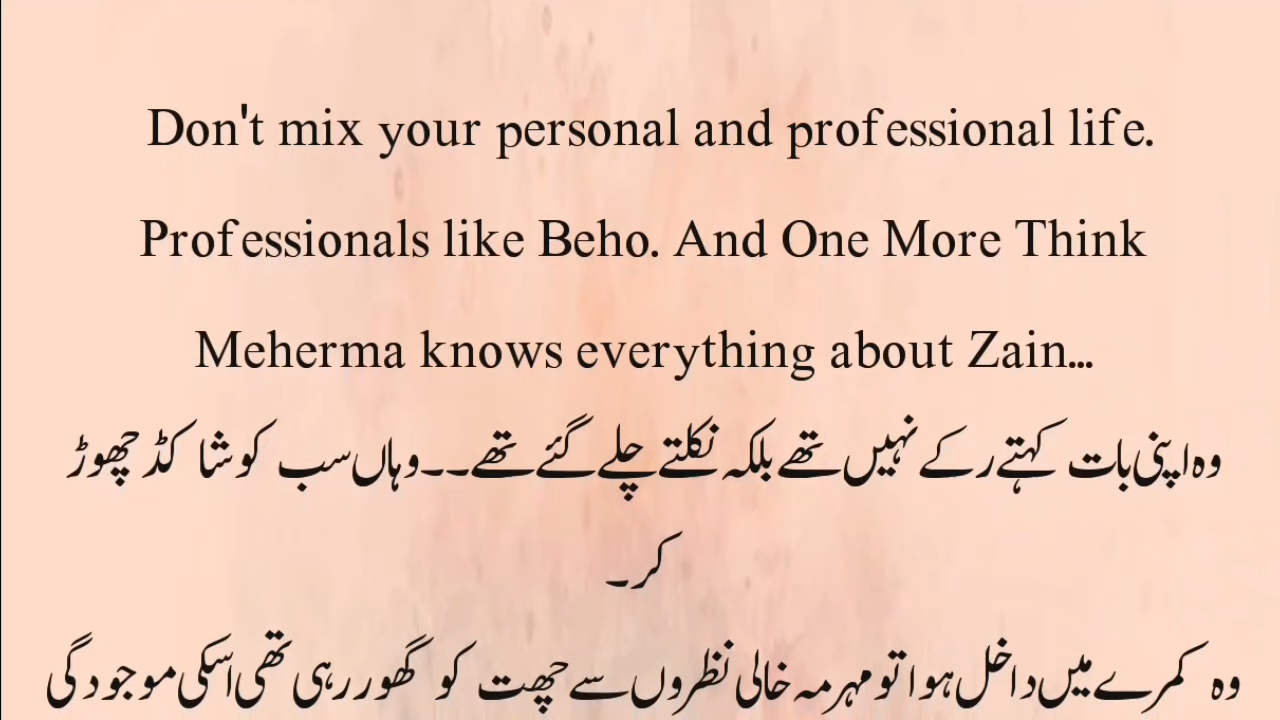 Don't mix your personal and professional life.
Professionals like Beho. And One More Think
Meherma knows everything about Zain...
وہ اپنی بات کہتے رکے نہیں تھے بلکہ نکلتے چلے گئے تھے۔۔وہاں سب کو شاکڈ چھوڑ
کر۔
وہ کمرے میں داخل ہوا تو مہرمہ خالی نظروں سے چھت کو گھور رہی تھی اسکی موجودگی